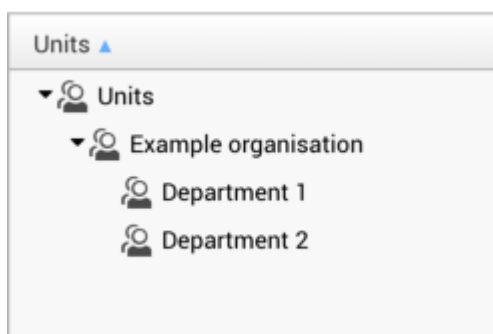 Units
Units
Example organisation
Department 1
Department 2